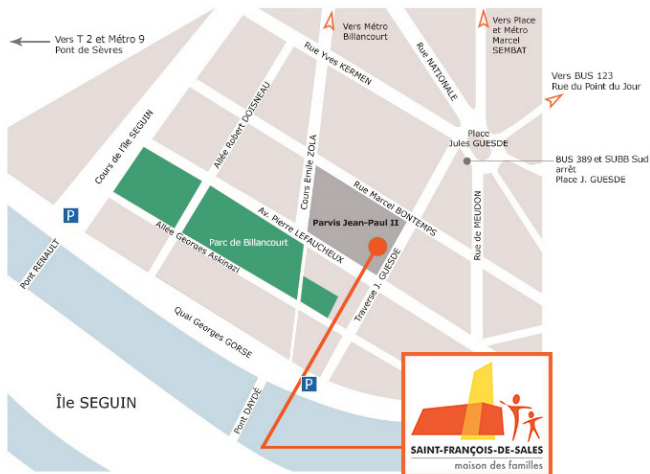 Vers T 2 et Métro 9
Pont de Sèvres
Vers Métro
Billancourt
Vers Place
et Métro
Marcel
SEMBAT
Rue Yves KERMEN
Rue NATIONALE
Vers BUS 123
Rue du Point du Jour
Allée Robert DOISNEAU
Cours de l'île SEGUIN
Cours Emile ZOLA
Place
Jules GUESDE
BUS 389 et SUBB Sud
arrêt
Place J. GUESDE
Rue Marcel BONTEMPS
Rue de MEUDON
P
Av. Pierre LEFAUCHEUX
Parvis Jean-Paul II
Parc de Billancourt
Allée Georges Askinazi
Traverse J. GUESDE
Pont RENAULT
Quai Georges GORSE
P
Île SEGUIN
Pont DAYDÉ
SAINT-FRANÇOIS-DE-SALES
maison des familles